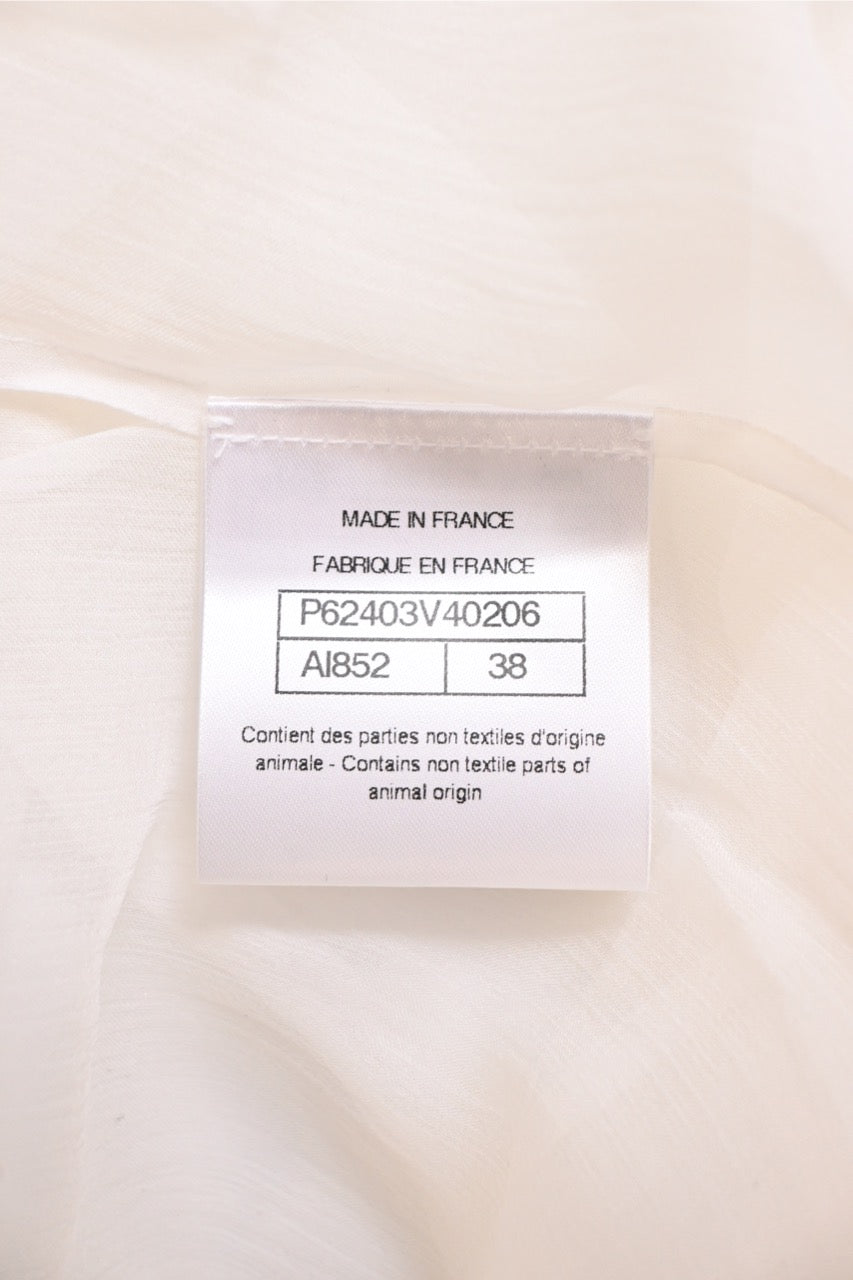 MADE IN FRANCE
FABRIQUE EN FRANCE
P62403V40206
AI852 38
Contient des parties non textiles d'origine
animale - Contains non textile parts of
animal origin